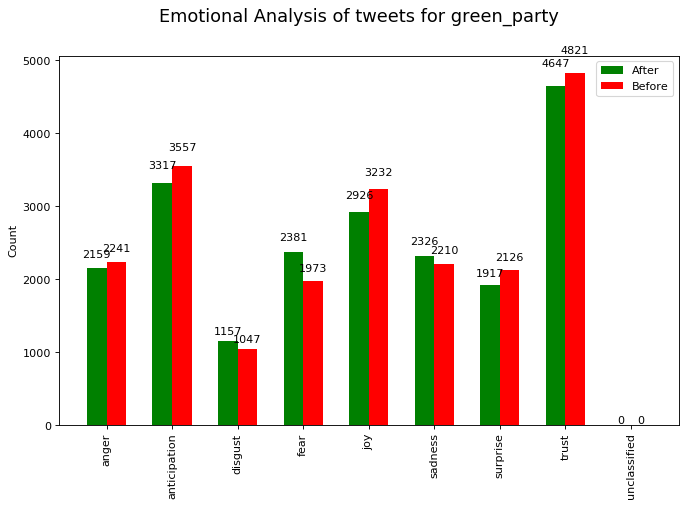 Emotional Analysis of tweets for green_party
After
Before
Count
5000
4000
3000
2000
1000
0
2159
2241
3317
3557
1157
1047
2381
1973
2926
3232
2326
2210
1917
2126
4647
4821
0
0
anger
anticipation
disgust
fear
joy
sadness
surprise
trust
unclassified